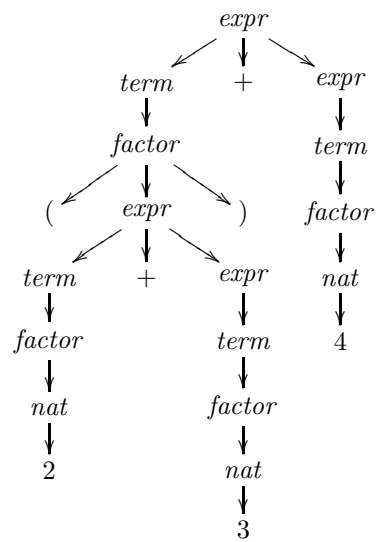 expr
term + expr
factor term
( expr ) factor
term + expr nat
factor term 4
nat factor
2 nat
3